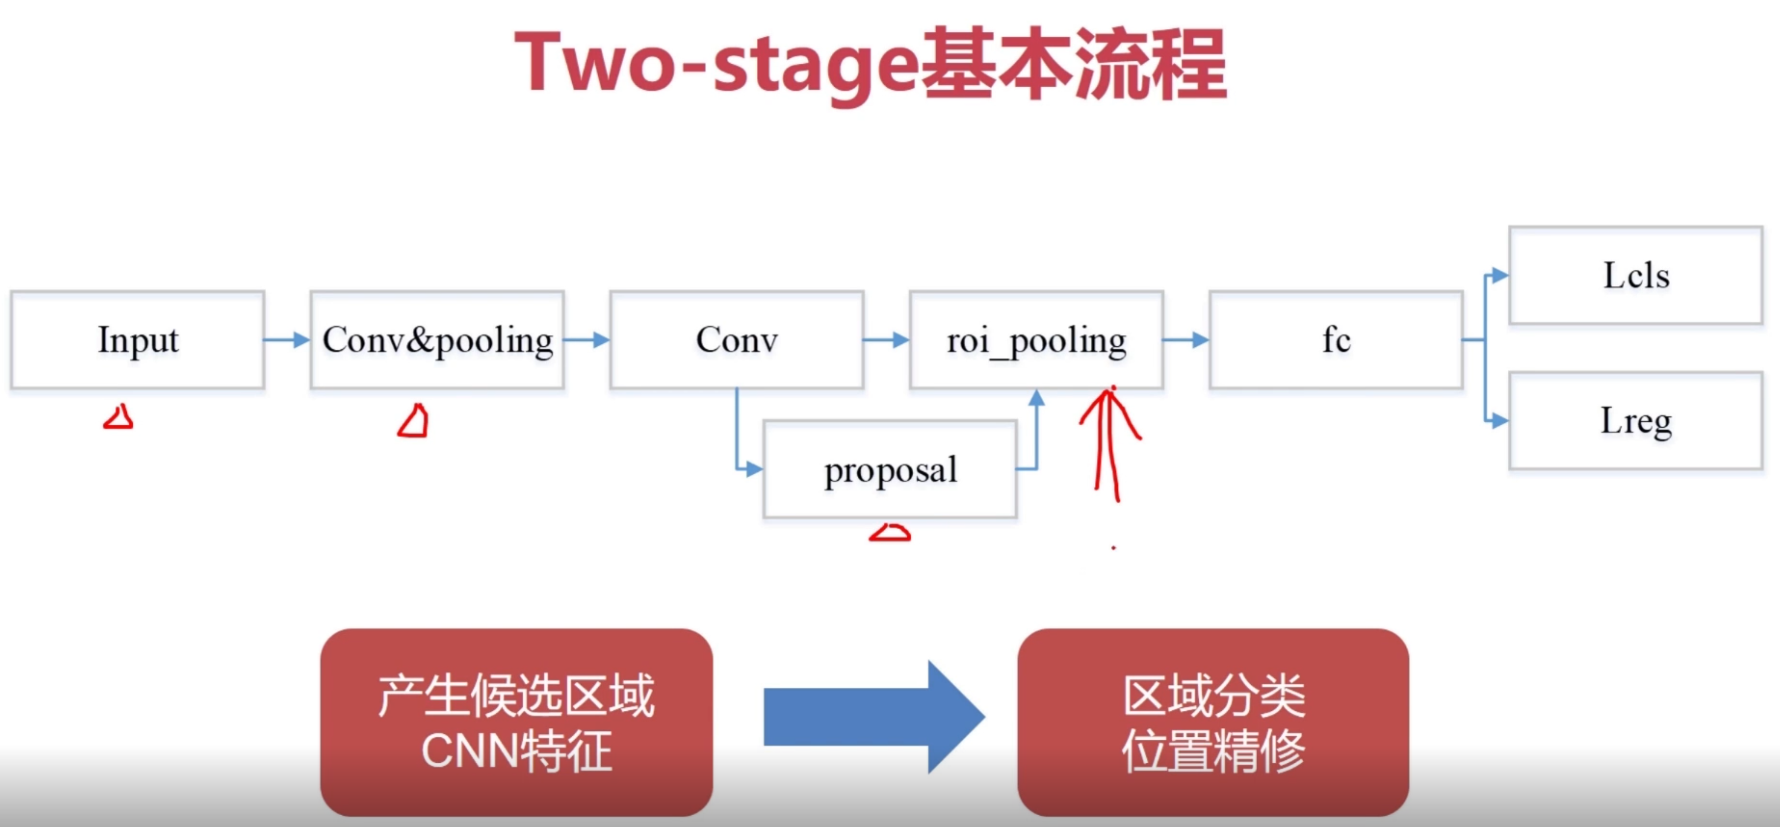 Two-stage基本流程
Input
Conv&pooling
Conv
roi_pooling
fc
Lcls
Lreg
proposal
产生候选区域
CNN特征
区域分类
位置精修